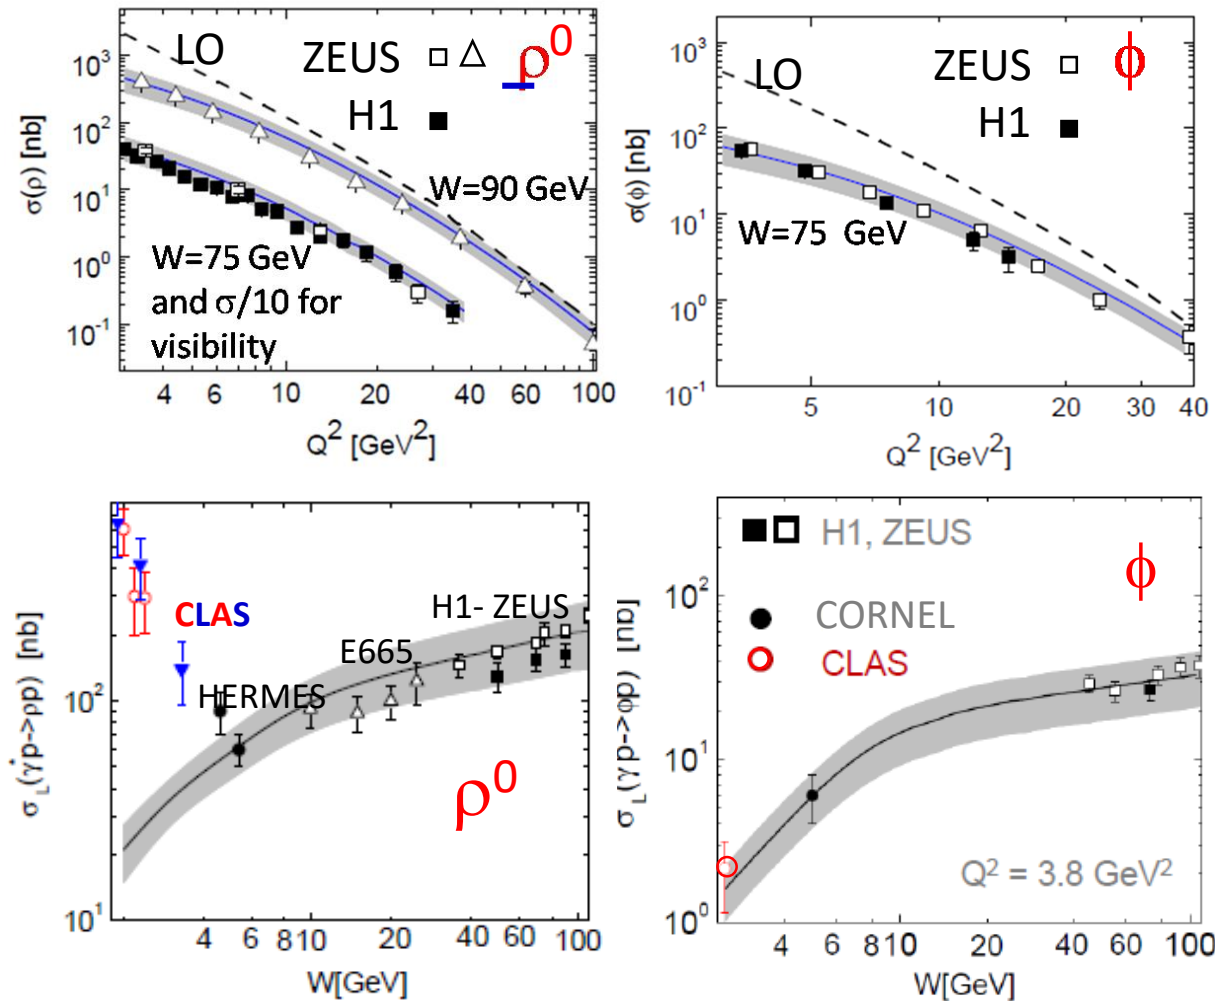 LO
ZEUS
ρ⁰
H1
W=90 GeV
W=75 GeV
and σ/10 for
visibility
10³
10²
10¹
10⁰
10⁻¹
σ(ρ) [nb]
4 6 10 20 40 60 100
Q² [GeV²]
LO
ZEUS
ϕ
H1
W=75 GeV
10³
10²
10¹
10⁰
10⁻¹
σ(ϕ) [nb]
5 10 20 30 40
Q² [GeV²]
CLAS
HERMES
E665
H1- ZEUS
ρ⁰
10²
10¹
σ_L(γ*p->ρp) [nb]
4 6 8 10 20 40 60 100
W[GeV]
H1, ZEUS
CORNEL
CLAS
ϕ
Q² = 3.8 GeV²
10²
10¹
10⁰
σ_L(γ*p->ϕp) [nb]
4 6 8 10 20 40 60 100
W[GeV]